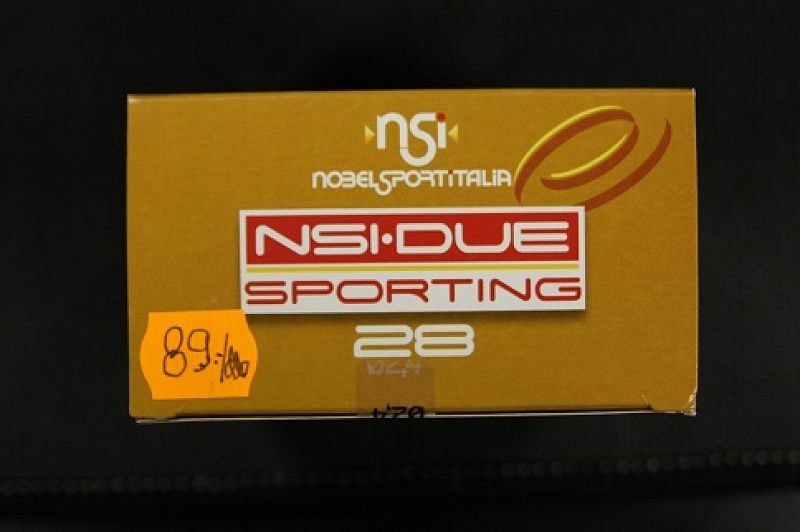 nsi
NOBELSPORTITALIA
NSI·DUE
SPORTING
28
89.-/100